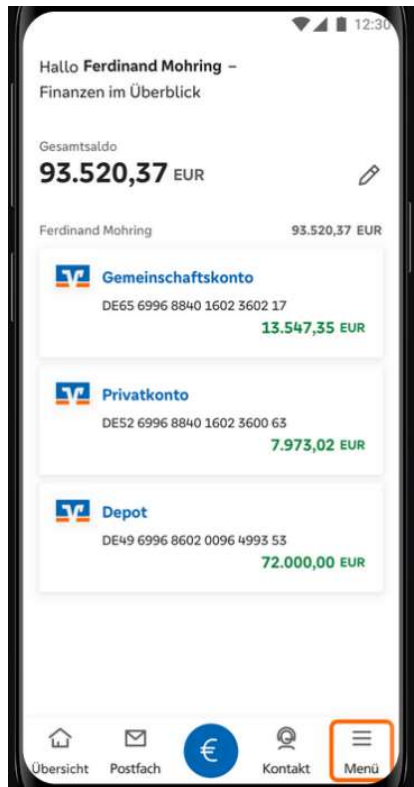 12:30
Hallo Ferdinand Mohring –
Finanzen im Überblick
Gesamtsaldo
93.520,37 EUR
Ferdinand Mohring 93.520,37 EUR
Gemeinschaftskonto
DE65 6996 8840 1602 3602 17
13.547,35 EUR
Privatkonto
DE52 6996 8840 1602 3600 63
7.973,02 EUR
Depot
DE49 6996 8602 0096 4993 53
72.000,00 EUR
€
Übersicht Postfach Kontakt Menü